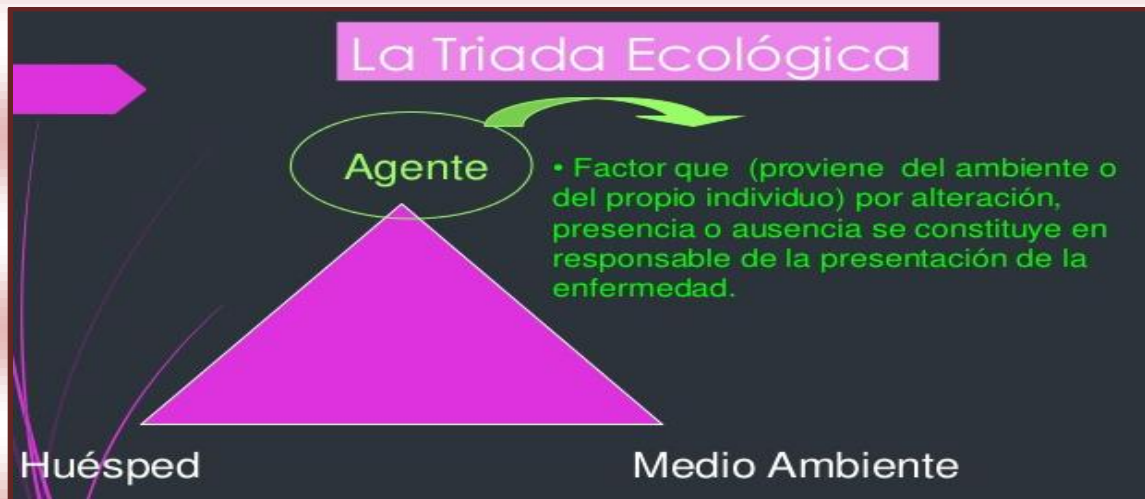 La Triada Ecológica
Agente
• Factor que (proviene del ambiente o
del propio individuo) por alteración,
presencia o ausencia se constituye en
responsable de la presentación de la
enfermedad.
Huésped
Medio Ambiente